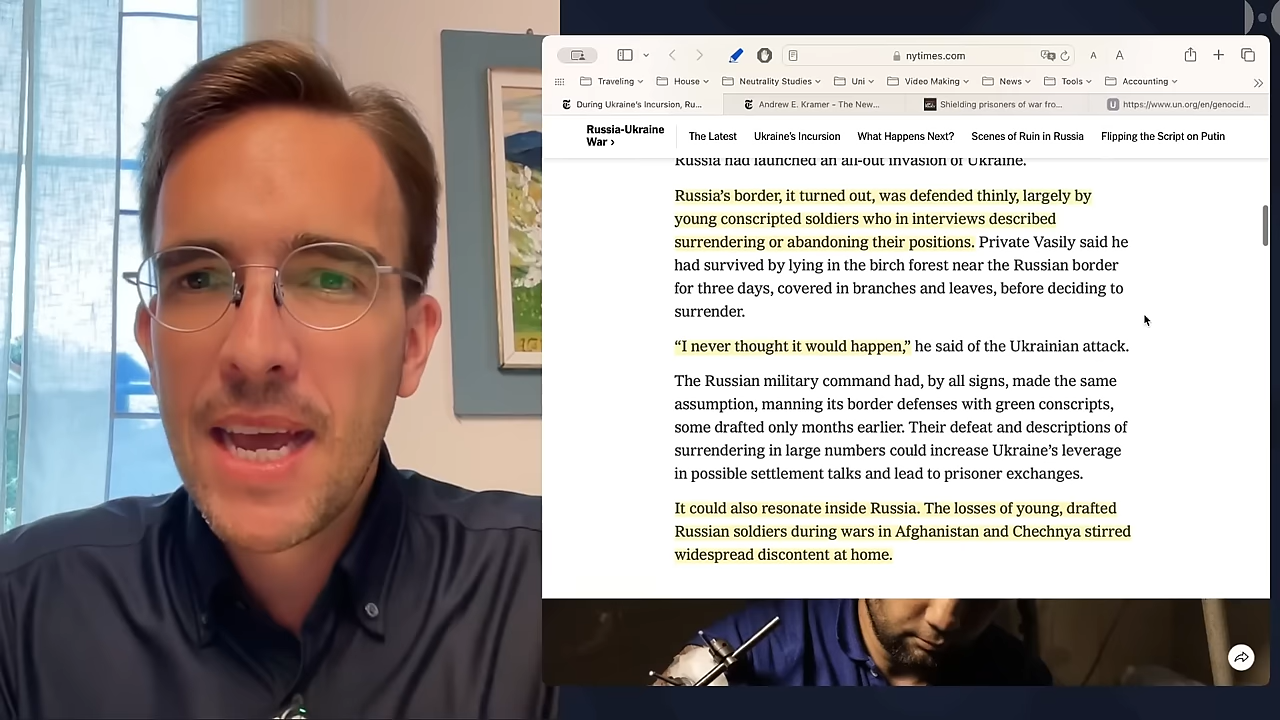 nytimes.com
A
A
Traveling
House
Neutrality Studies
Uni
Video Making
News
Tools
Accounting
During Ukraine's Incursion, Ru...
Andrew E. Kramer – The New...
Shielding prisoners of war fro...
U
https://www.un.org/en/genocid...
Russia-Ukraine
War ›
The Latest
Ukraine's Incursion
What Happens Next?
Scenes of Ruin in Russia
Flipping the Script on Putin
Russia had launched an all-out invasion of Ukraine.
Russia's border, it turned out, was defended thinly, largely by
young conscripted soldiers who in interviews described
surrendering or abandoning their positions. Private Vasily said he
had survived by lying in the birch forest near the Russian border
for three days, covered in branches and leaves, before deciding to
surrender.
“I never thought it would happen,” he said of the Ukrainian attack.
The Russian military command had, by all signs, made the same
assumption, manning its border defenses with green conscripts,
some drafted only months earlier. Their defeat and descriptions of
surrendering in large numbers could increase Ukraine's leverage
in possible settlement talks and lead to prisoner exchanges.
It could also resonate inside Russia. The losses of young, drafted
Russian soldiers during wars in Afghanistan and Chechnya stirred
widespread discontent at home.